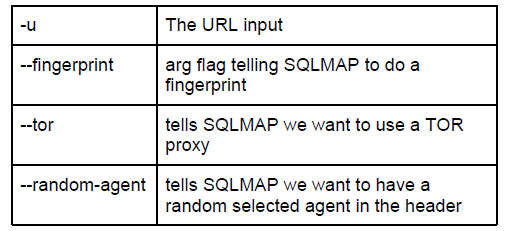 -u The URL input
--fingerprint arg flag telling SQLMAP to do a
fingerprint
--tor tells SQLMAP we want to use a TOR
proxy
--random-agent tells SQLMAP we want to have a
random selected agent in the header